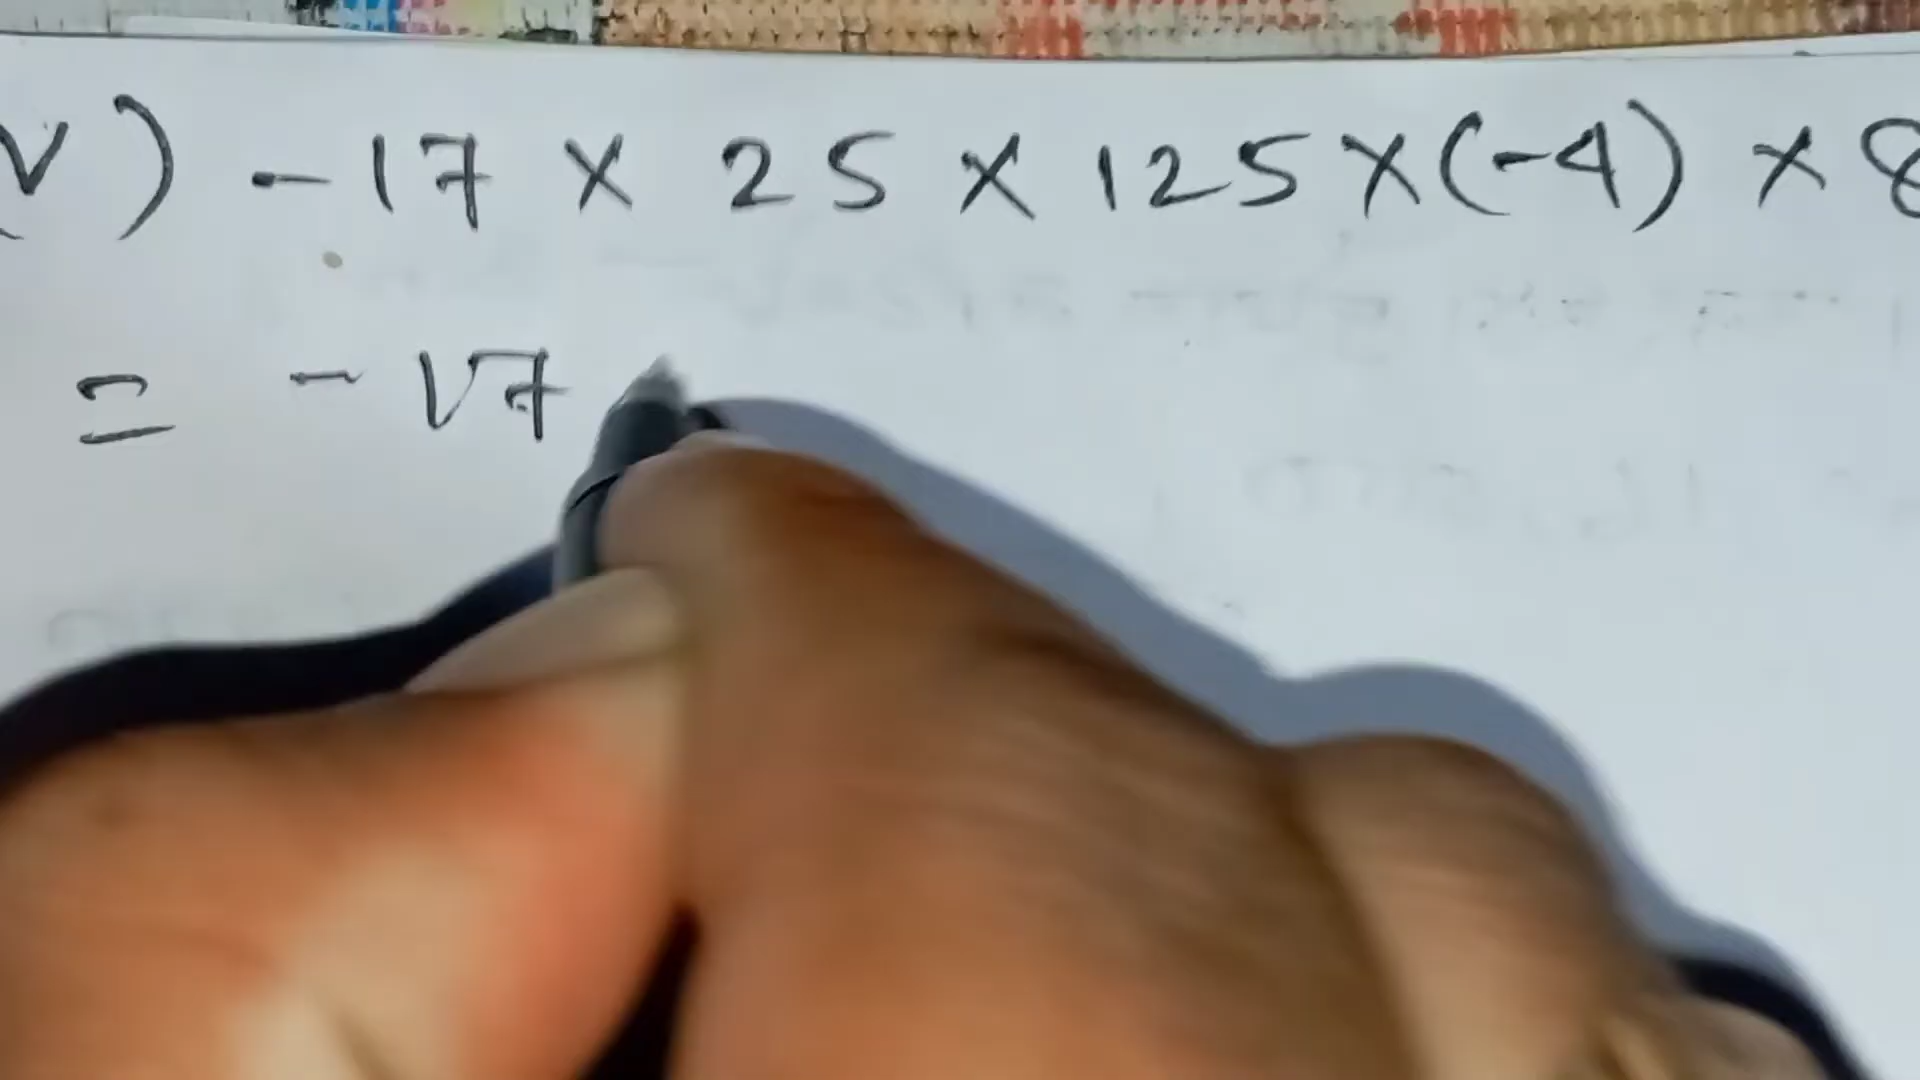 V) - 17 × 25 × 125 × (-4) × 8
= - 17